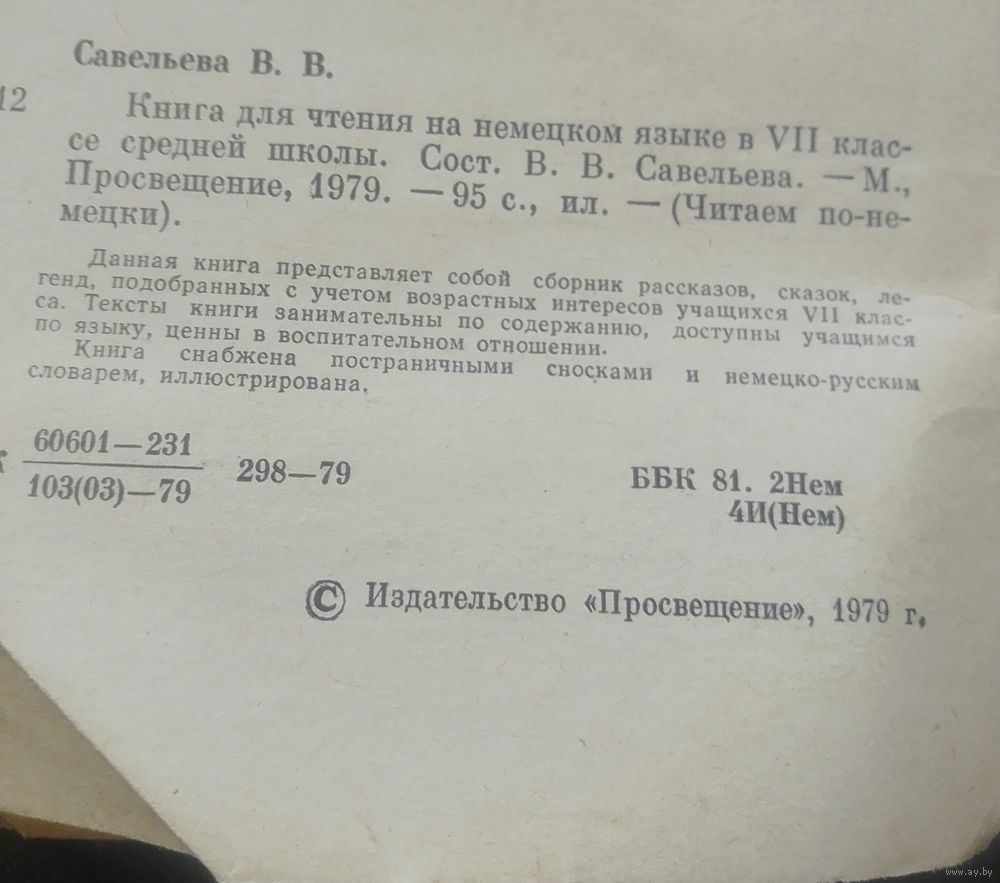 Савельева В. В.
12
Книга для чтения на немецком языке в VII клас-
се средней школы. Сост. В. В. Савельева. — М.,
Просвещение, 1979. — 95 с., ил. — (Читаем по-не-
мецки).
Данная книга представляет собой сборник рассказов, сказок, ле-
генд, подобранных с учетом возрастных интересов учащихся VII клас-
са. Тексты книги занимательны по содержанию, доступны учащимся
по языку, ценны в воспитательном отношении.
Книга снабжена постраничными сносками и немецко-русским
словарем, иллюстрирована.
60601—231
103(03)—79
298—79
ББК 81. 2Нем
4И(Нем)
© Издательство «Просвещение», 1979 г.
www.ay.by